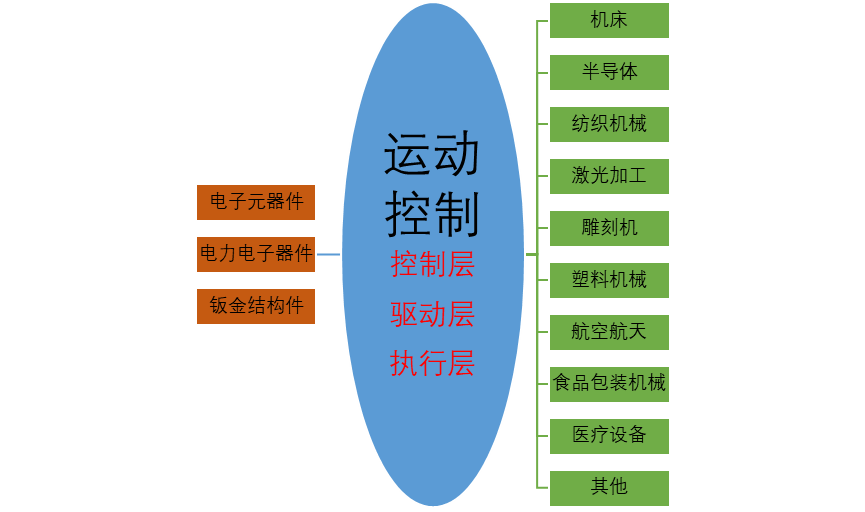 电子元器件
电力电子器件
钣金结构件
运动
控制
控制层
驱动层
执行层
机床
半导体
纺织机械
激光加工
雕刻机
塑料机械
航空航天
食品包装机械
医疗设备
其他